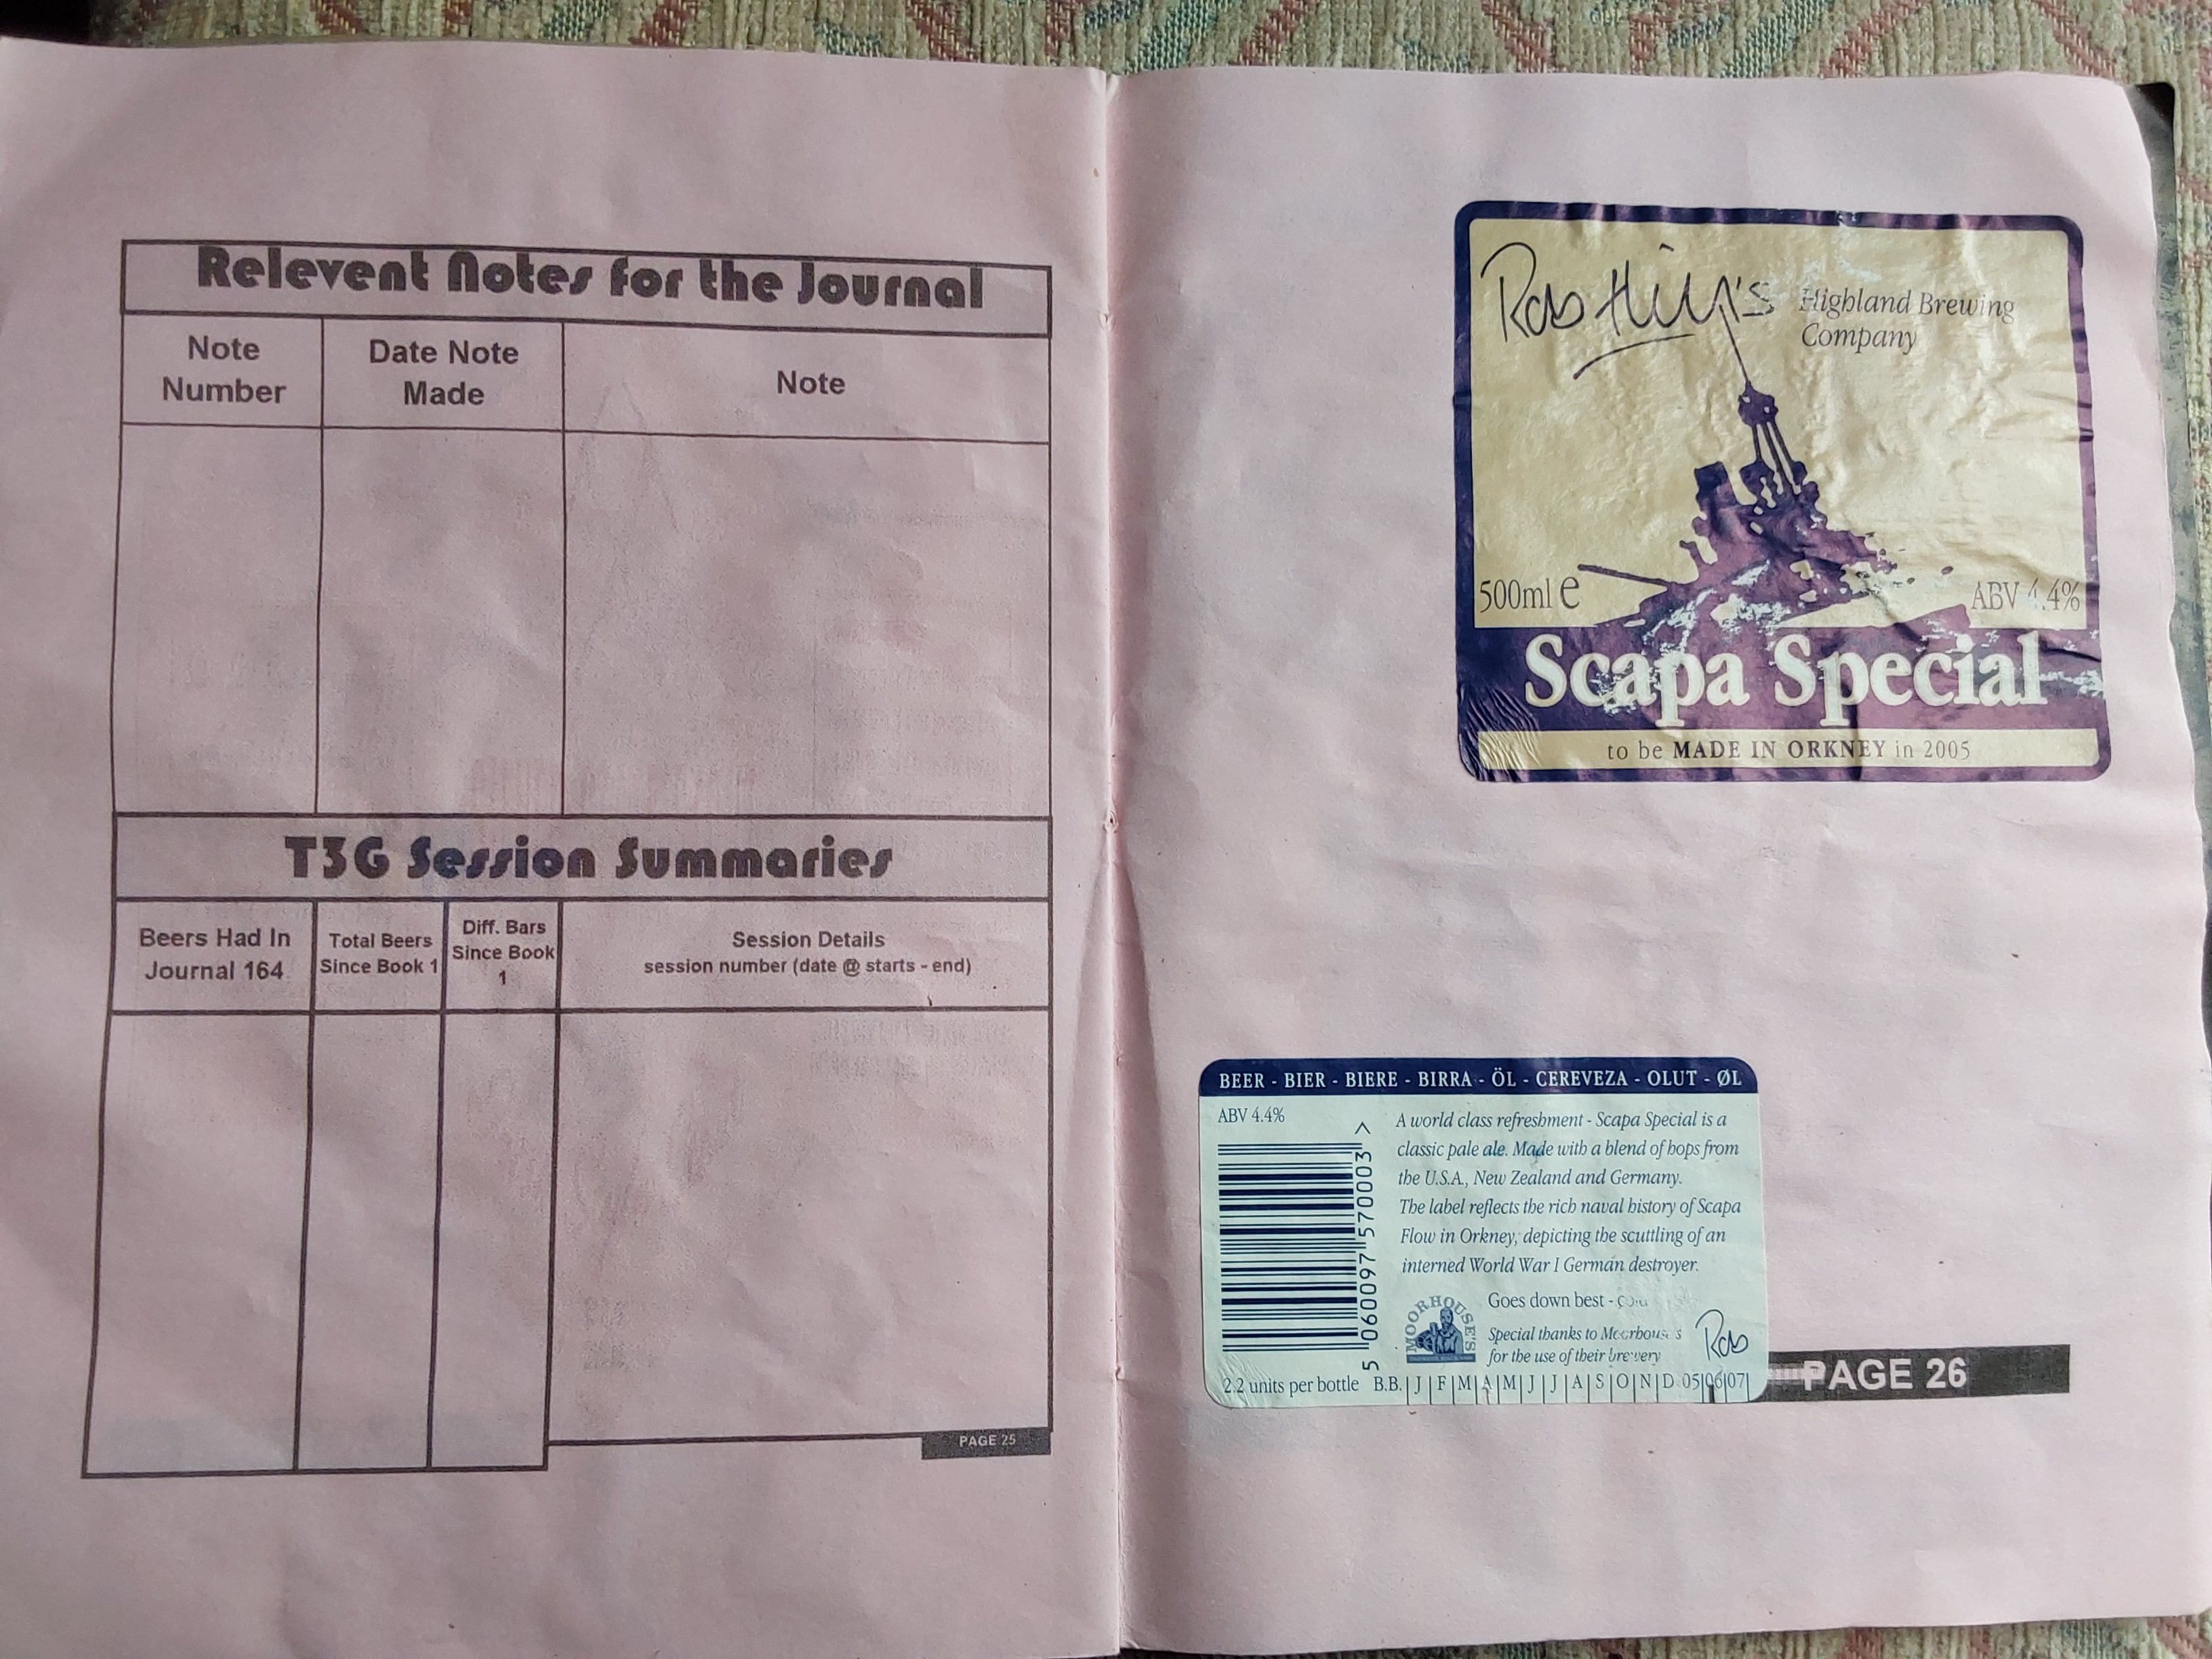 Relevent Notes for the Journal
Note Number
Date Note Made
Note
T3G Session Summaries
Beers Had In Journal 164
Total Beers Since Book 1
Diff. Bars Since Book 1
Session Details
session number (date @ starts - end)
PAGE 25
Rob Hill's Highland Brewing
Company
500ml e
ABV 4.4%
Scapa Special
to be MADE IN ORKNEY in 2005
BEER - BIER - BIERE - BIRRA - ÖL - CEREVEZA - OLUT - ØL
ABV 4.4%
5 060097 570003 >
A world class refreshment - Scapa Special is a
classic pale ale. Made with a blend of hops from
the U.S.A., New Zealand and Germany.
The label reflects the rich naval history of Scapa
Flow in Orkney, depicting the scuttling of an
interned World War I German destroyer.
Goes down best -
MOORHOUSE'S
Special thanks to Moorhouse's
for the use of their brewery
Rob
2.2 units per bottle B.B. J F M A M J J A S O N D 05 06 07
PAGE 26